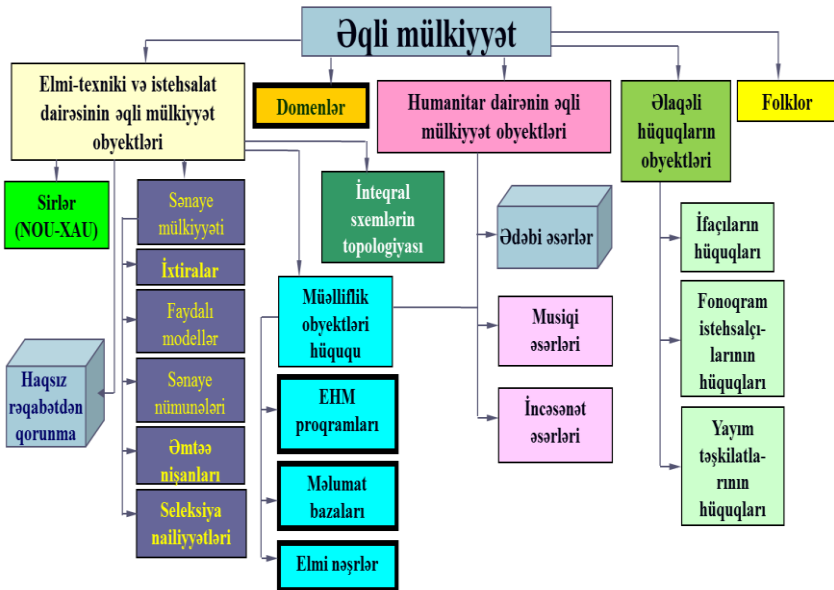 Əqli mülkiyyət
Elmi-texniki və istehsalat
dairəsinin əqli mülkiyyət
obyektləri
Domenlər
Humanitar dairənin əqli
mülkiyyət obyektləri
Əlaqəli
hüquqların
obyektləri
Folklor
Sirlər
(NOU-XAU)
Sənaye
mülkiyyəti
İxtiralar
Faydalı
modellər
Sənaye
nümunələri
Əmtəə
nişanları
Seleksiya
nailiyyətləri
Haqsız
rəqabətdən
qorunma
İnteqral
sxemlərin
topologiyası
Müəlliflik
obyektləri
hüququ
EHM
proqramları
Məlumat
bazaları
Elmi nəşrlər
Ədəbi əsərlər
Musiqi
əsərləri
İncəsənət
əsərləri
İfaçıların
hüquqları
Fonoqram
istehsalçı-
larının
hüquqları
Yayım
təşkilatla-
rının
hüquqları